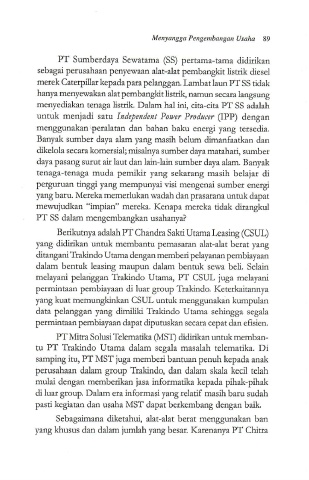 Menyangga Pengembangan Usaha 89
PT Sumberdaya Sewatama (SS) pertama-tama didirikan
sebagai perusahaan penyewaan alat-alat pembangkit listrik diesel
merek Caterpillar kepada para pelanggan. Lambat laun PT SS tidak
hanya menyewakan alat pembangkit listrik, namun secara langsung
menyediakan tenaga listrik. Dalam hal ini, cita-cita PT SS adalah
untuk menjadi satu Independent Power Producer (IPP) dengan
menggunakan peralatan dan bahan baku energi yang tersedia.
Banyak sumber daya alam yang masih belum dimanfaatkan dan
dikelola secara komersial; misalnya sumber daya matahari, sumber
daya pasang surut air laut dan lain-lain sumber daya alam. Banyak
tenaga-tenaga muda pemikir yang sekarang masih belajar di
perguruan tinggi yang mempunyai visi mengenai sumber energi
yang baru. Mereka memerlukan wadah dan prasarana untuk dapat
mewujudkan “impian” mereka. Kenapa mereka tidak dirangkul
PT SS dalam mengembangkan usahanya?
Berikutnya adalah PT Chandra Sakti Utama Leasing (CSUL)
yang didirikan untuk membantu pemasaran alat-alat berat yang
ditangani Trakindo Utama dengan memberi pelayanan pembiayaan
dalam bentuk leasing maupun dalam bentuk sewa beli. Selain
melayani pelanggan Trakindo Utama, PT CSUL juga melayani
permintaan pembiayaan di luar group Trakindo. Keterkaitannya
yang kuat memungkinkan CSUL untuk menggunakan kumpulan
data pelanggan yang dimiliki Trakindo Utama sehingga segala
permintaan pembiayaan dapat diputuskan secara cepat dan efisien.
PT Mitra Solusi Telematika (MST) didirikan untuk memban-
tu PT Trakindo Utama dalam segala masalah telematika. Di
samping itu, PT MST juga memberi bantuan penuh kepada anak
perusahaan dalam group Trakindo, dan dalam skala kecil telah
mulai dengan memberikan jasa informatika kepada pihak-pihak
di luar group. Dalam era informasi yang relatif masih baru sudah
pasti kegiatan dan usaha MST dapat berkembang dengan baik.
Sebagaimana diketahui, alat-alat berat menggunakan ban
yang khusus dan dalam jumlah yang besar. Karenanya PT Chitra